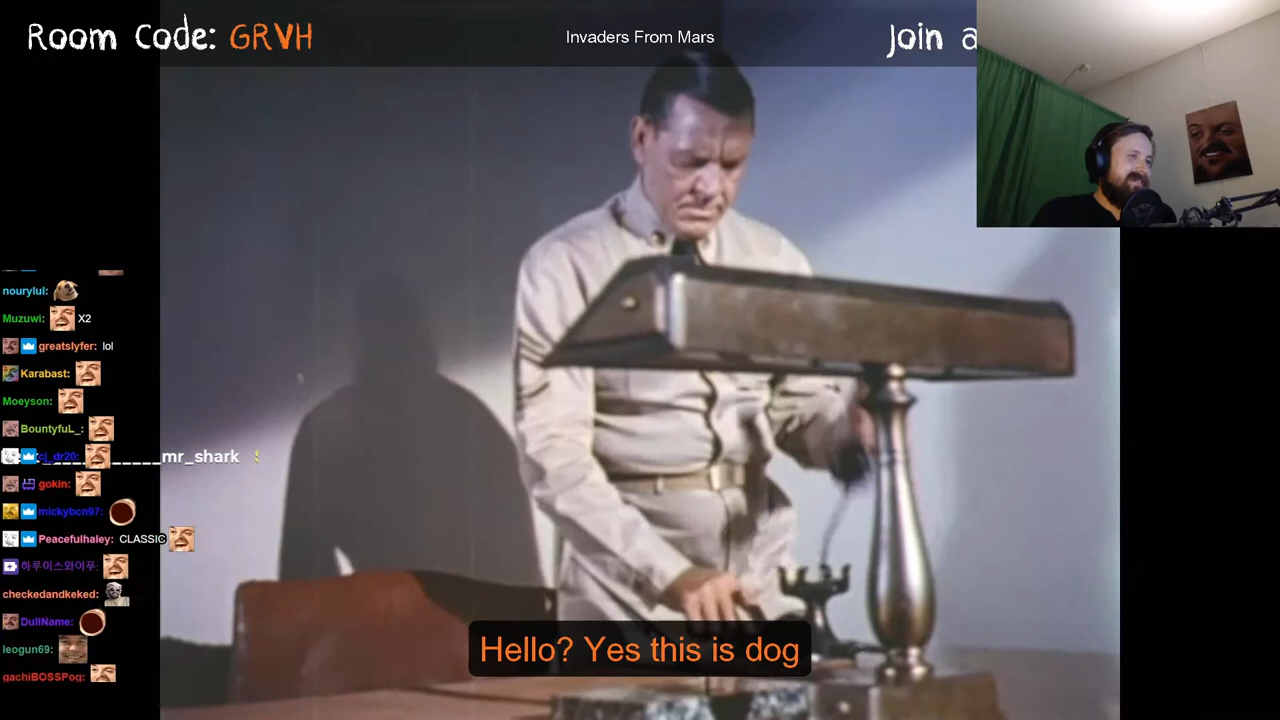 Room Code: GRVH
Invaders From Mars
Join a
nourylul:
Muzuwi: X2
greatslyfer: lol
Karabast:
Moeyson:
BountyfuL_:
cj_dr20:
mr_shark
gokin:
mickybcn97:
Peacefulhaley: CLASSIC
하루이스와이푸:
checkedandkeked:
DullName:
leogun69:
gachiBOSSPog:
Hello? Yes this is dog